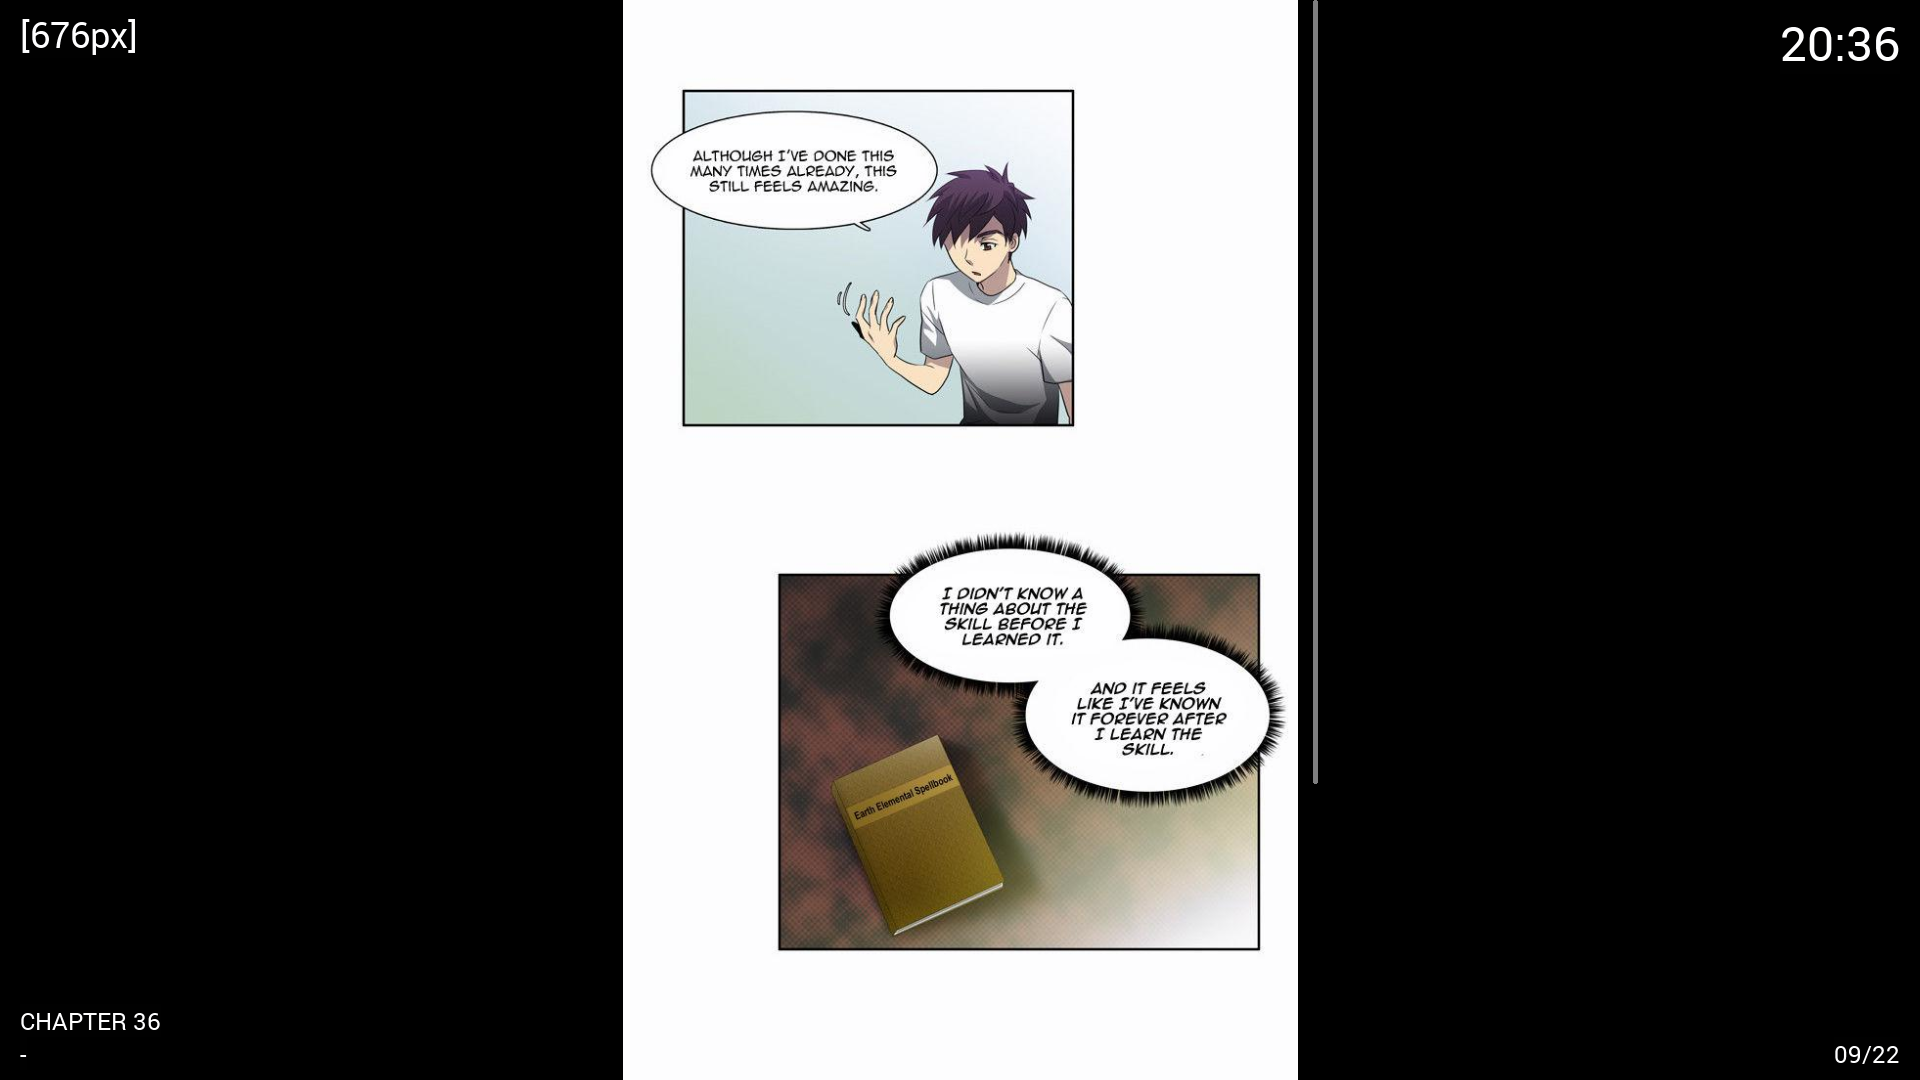 [676px]
20:36
ALTHOUGH I'VE DONE THIS
MANY TIMES ALREADY, THIS
STILL FEELS AMAZING.
I DIDN'T KNOW A
THING ABOUT THE
SKILL BEFORE I
LEARNED IT.
AND IT FEELS
LIKE I'VE KNOWN
IT FOREVER AFTER
I LEARN THE
SKILL.
Earth Elemental Spellbook
CHAPTER 36
-
09/22